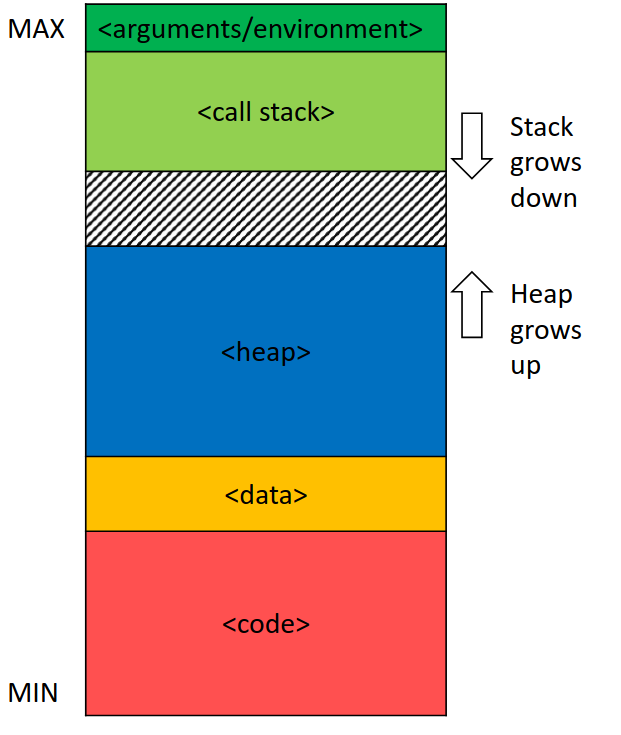 MAX
<arguments/environment>
<call stack>
Stack
grows
down
Heap
grows
up
<heap>
<data>
<code>
MIN